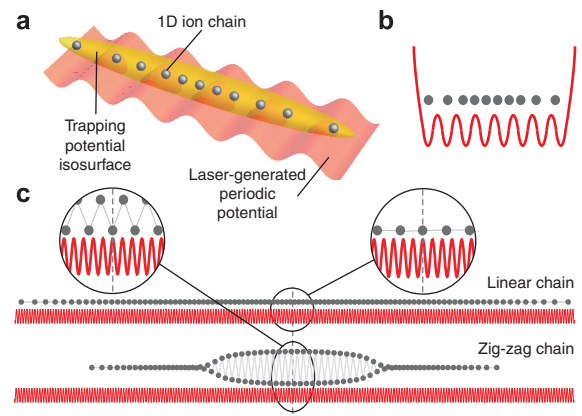 a
1D ion chain
Trapping
potential
isosurface
Laser-generated
periodic
potential
b
c
Linear chain
Zig-zag chain